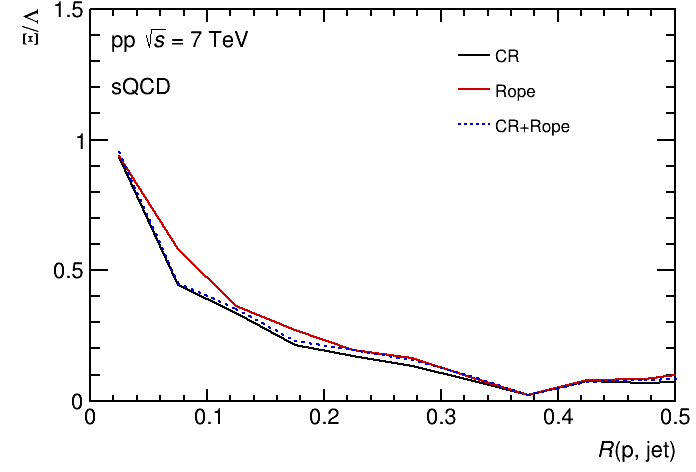 Ξ/Λ
1.5
1
0.5
0
pp √s = 7 TeV
sQCD
CR
Rope
CR+Rope
0 0.1 0.2 0.3 0.4 0.5
R(p, jet)